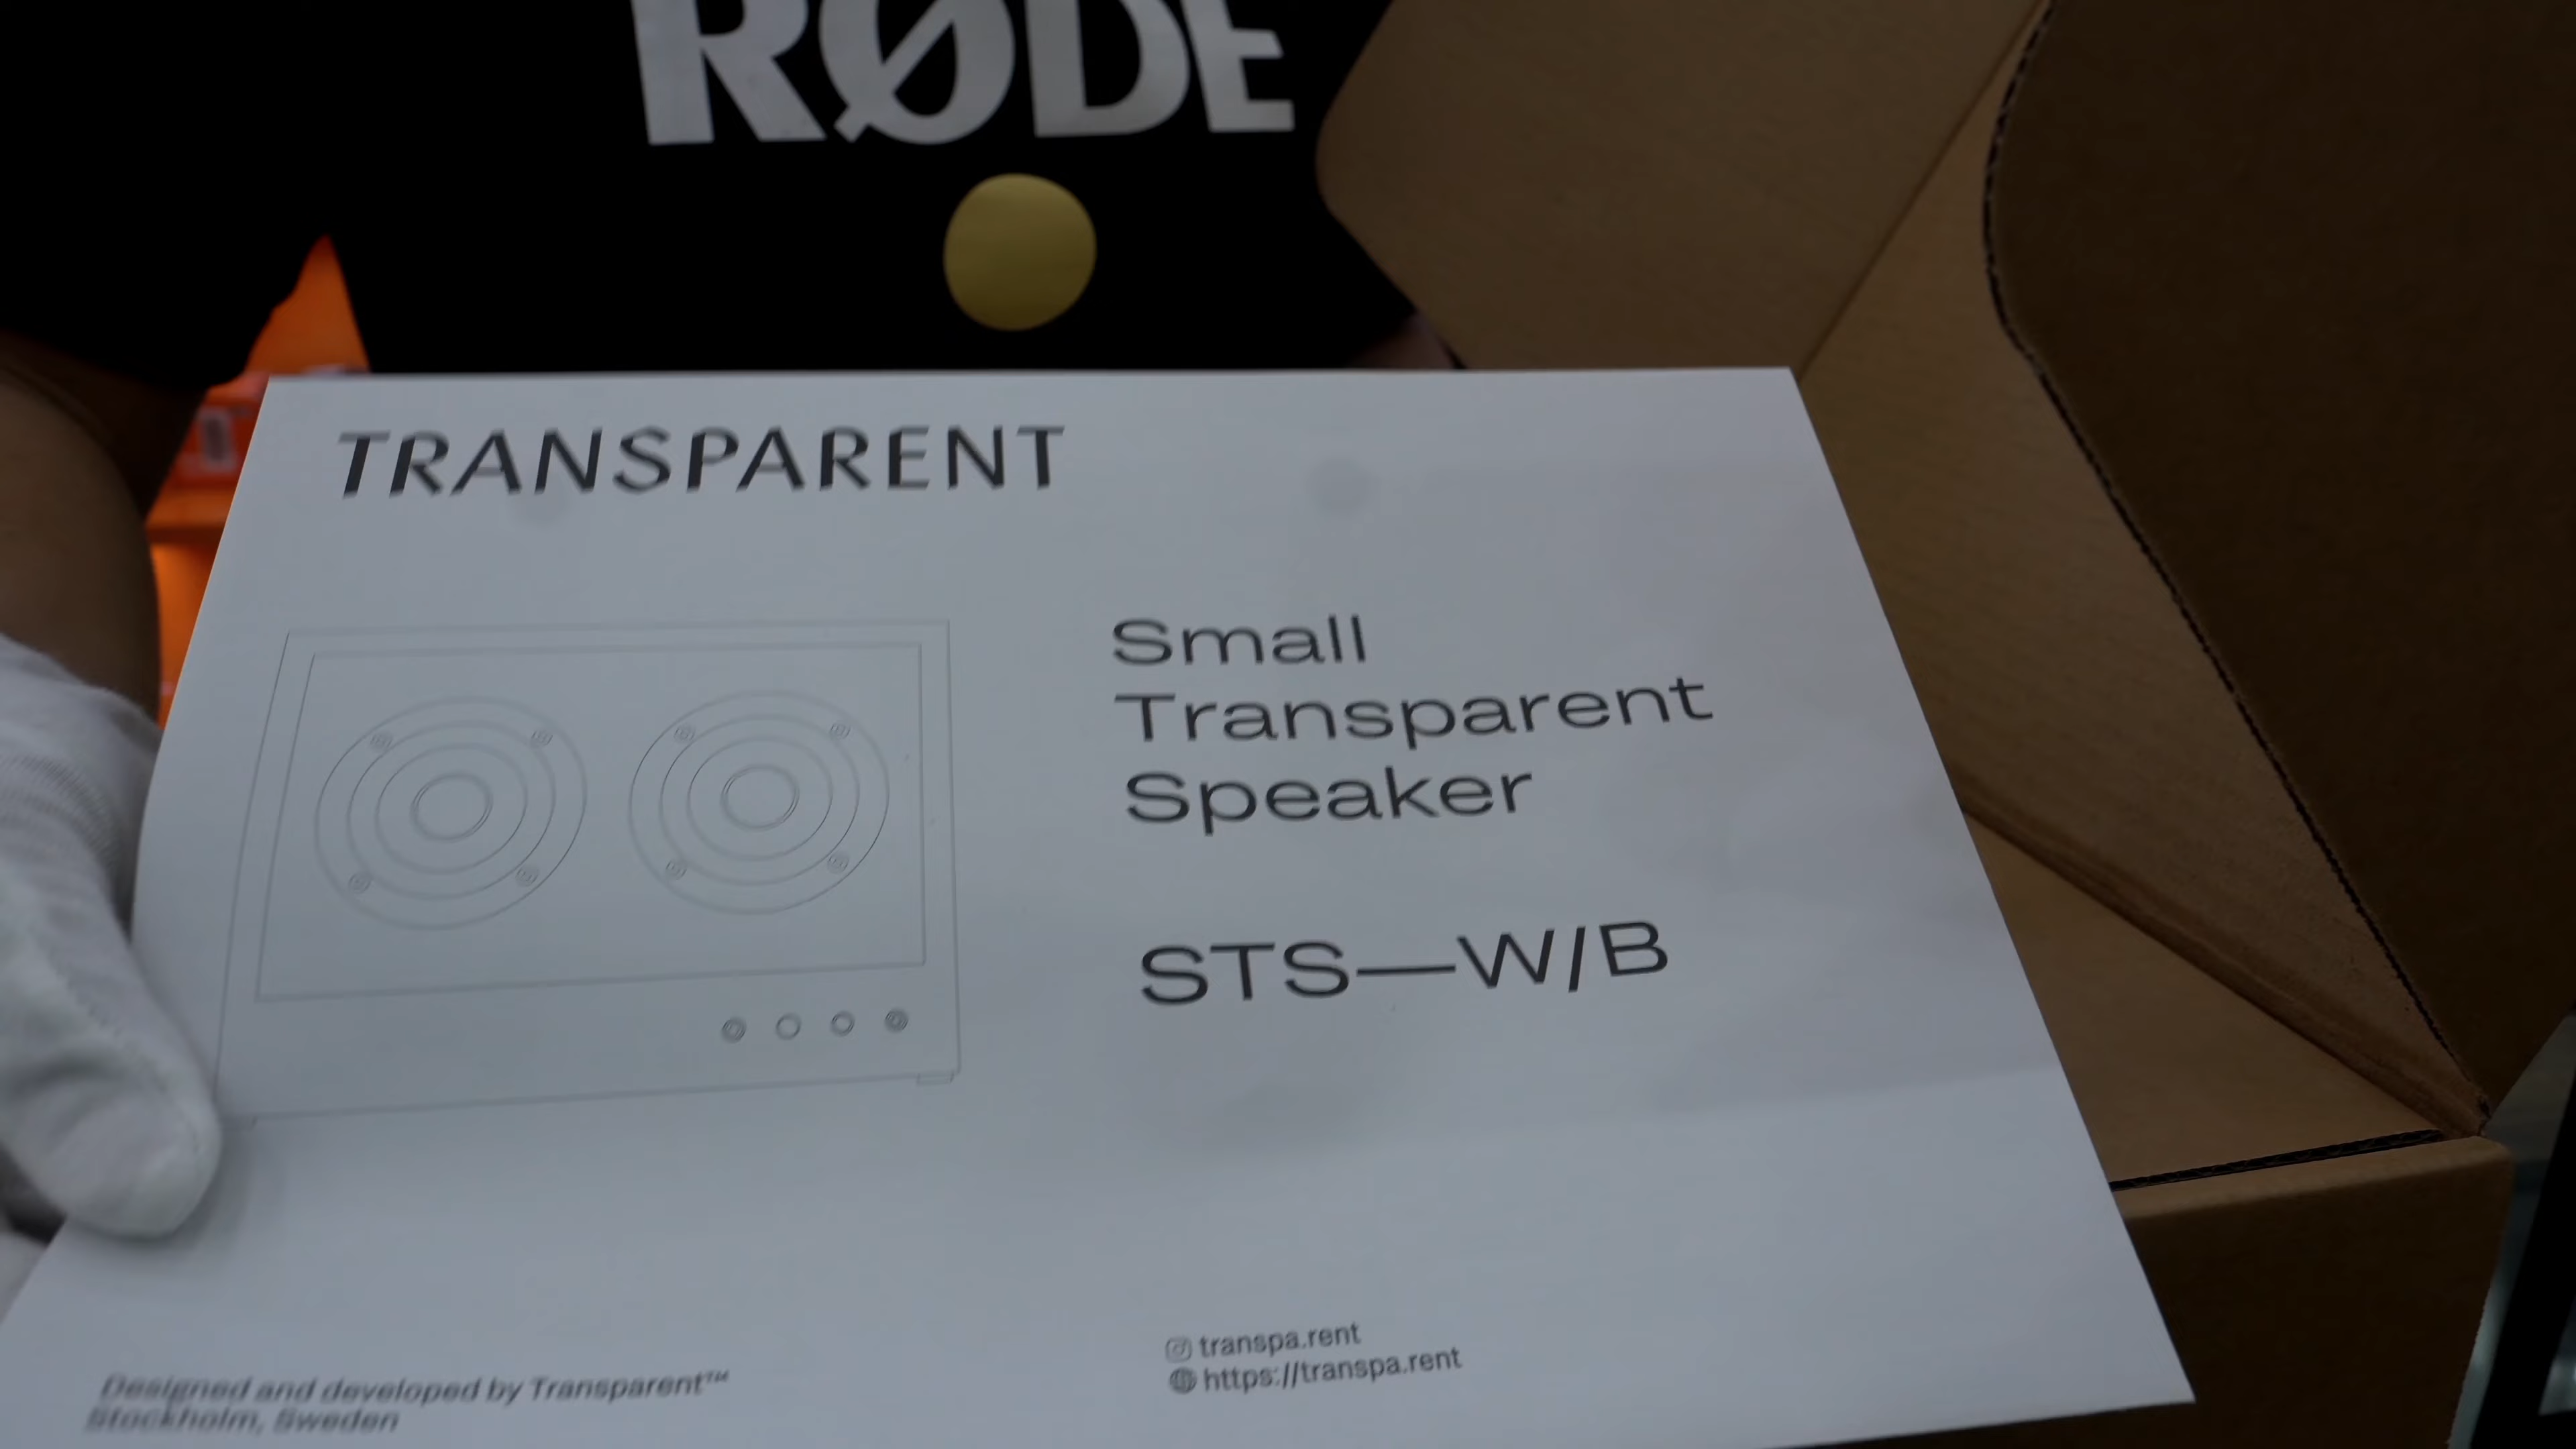 RØDE
TRANSPARENT
Small
Transparent
Speaker
STS—W/B
transpa.rent
https://transpa.rent
Designed and developed by Transparent™
Stockholm, Sweden